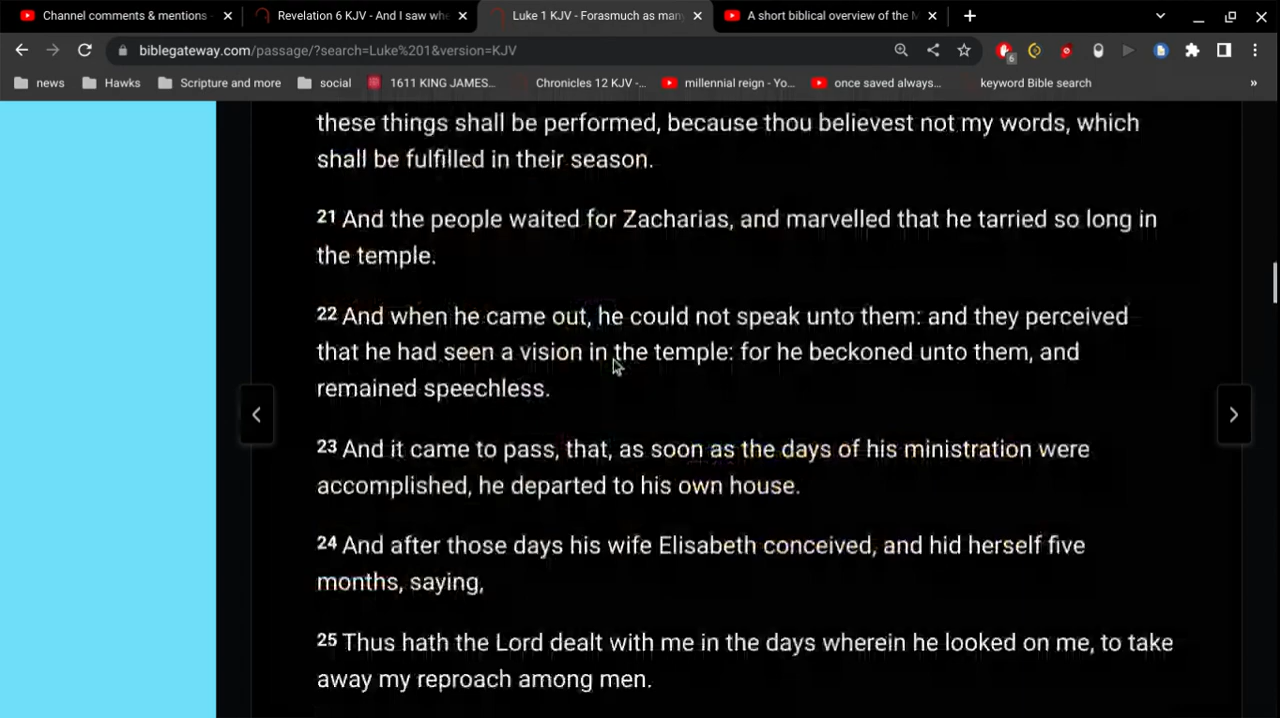 Channel comments & mentions -
Revelation 6 KJV - And I saw whe
Luke 1 KJV - Forasmuch as many
A short biblical overview of the M
biblegateway.com/passage/?search=Luke%201&version=KJV
6
news
Hawks
Scripture and more
social
1611 KING JAMES...
Chronicles 12 KJV -...
millennial reign - Yo...
once saved always...
keyword Bible search
»
these things shall be performed, because thou believest not my words, which
shall be fulfilled in their season.
21 And the people waited for Zacharias, and marvelled that he tarried so long in
the temple.
22 And when he came out, he could not speak unto them: and they perceived
that he had seen a vision in the temple: for he beckoned unto them, and
remained speechless.
23 And it came to pass, that, as soon as the days of his ministration were
accomplished, he departed to his own house.
24 And after those days his wife Elisabeth conceived, and hid herself five
months, saying,
25 Thus hath the Lord dealt with me in the days wherein he looked on me, to take
away my reproach among men.